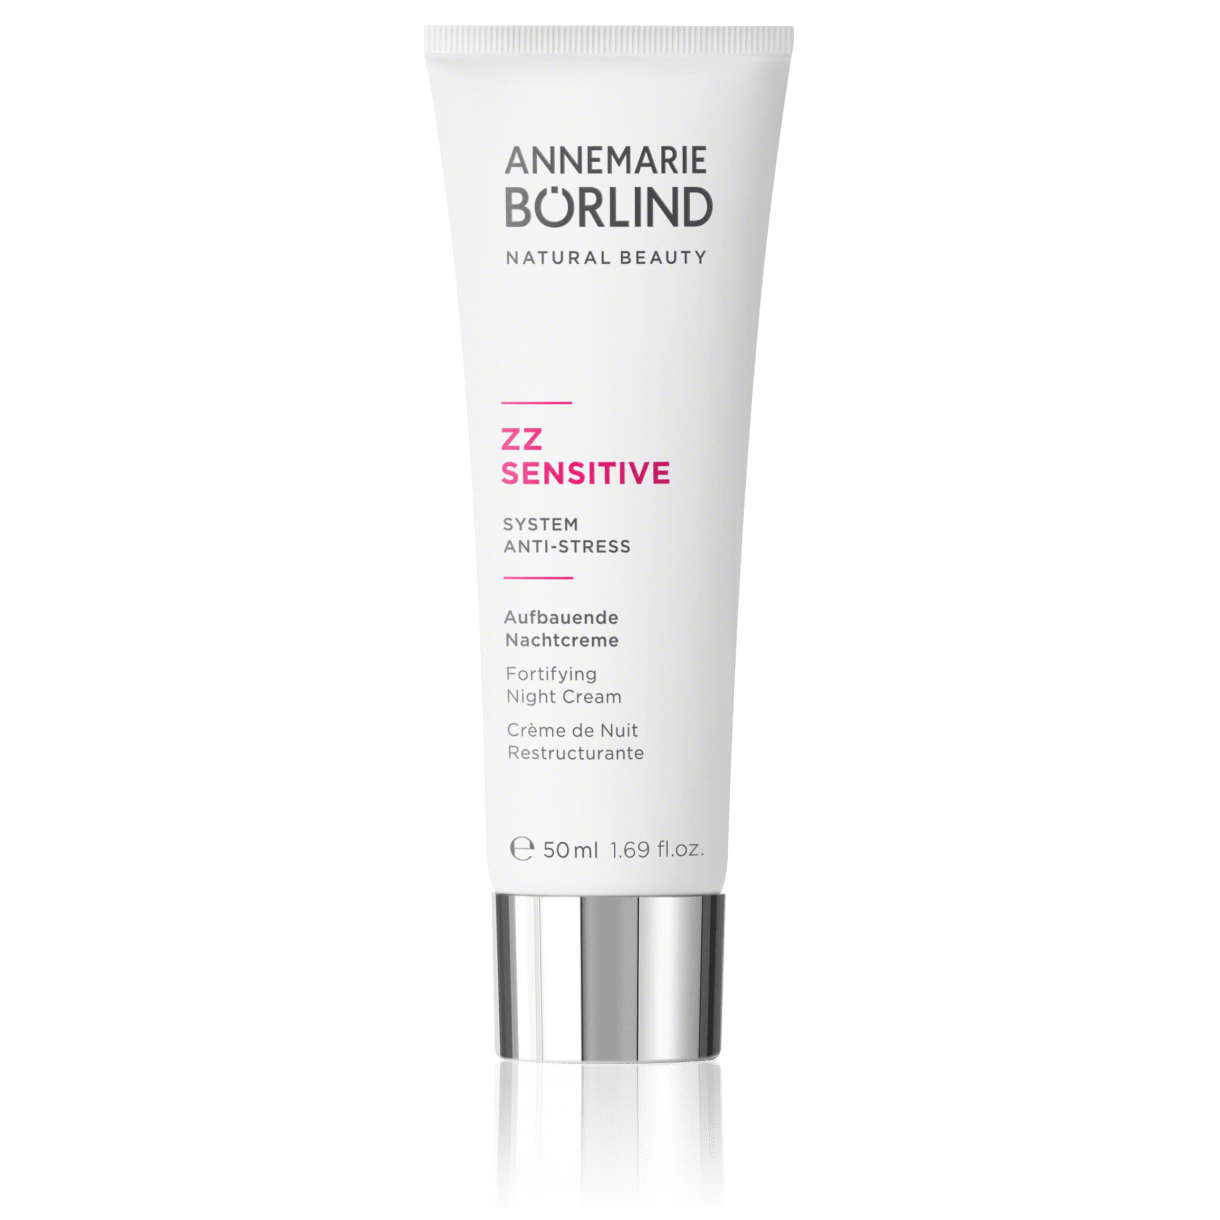 ANNEMARIE
BÖRLIND
NATURAL BEAUTY
ZZ
SENSITIVE
SYSTEM
ANTI-STRESS
Aufbauende
Nachtcreme
Fortifying
Night Cream
Crème de Nuit
Restructurante
℮ 50 ml 1.69 fl.oz.